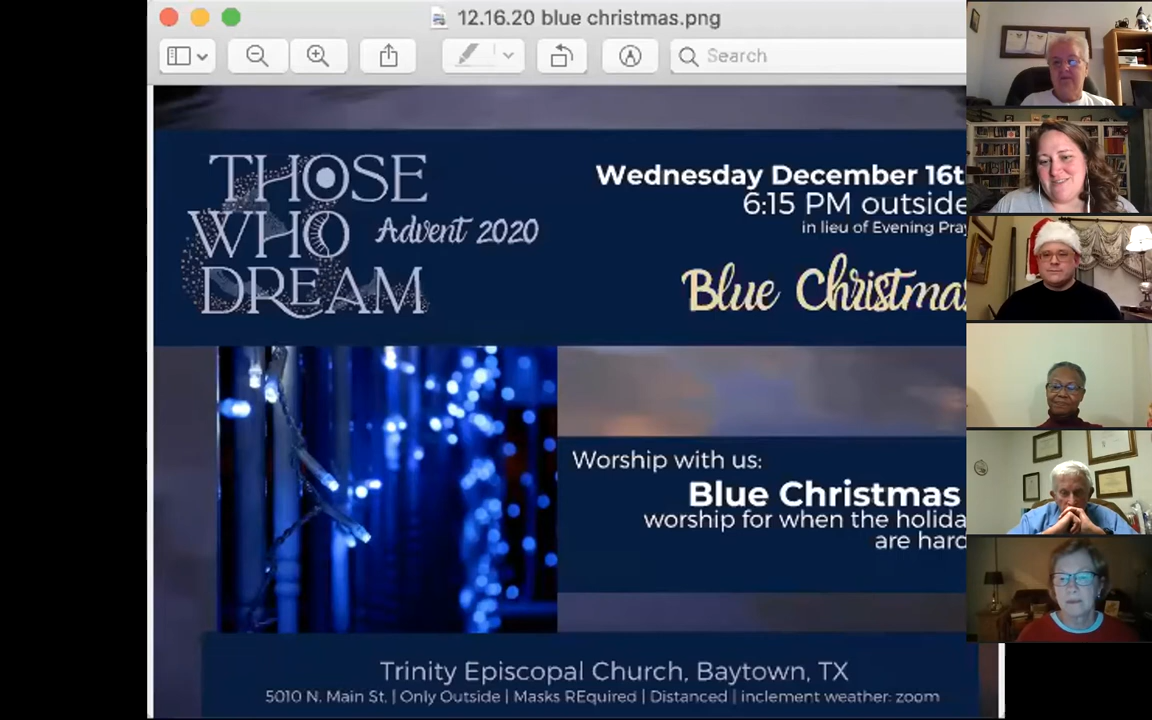 12.16.20 blue christmas.png
Search
THOSE
WHO
DREAM
Advent 2020
Wednesday December 16t
6:15 PM outside
in lieu of Evening Pray
Blue Christma
Worship with us:
Blue Christmas
worship for when the holida
are hard
Trinity Episcopal Church, Baytown, TX
5010 N. Main St. | Only Outside | Masks REquired | Distanced | inclement weather: zoom